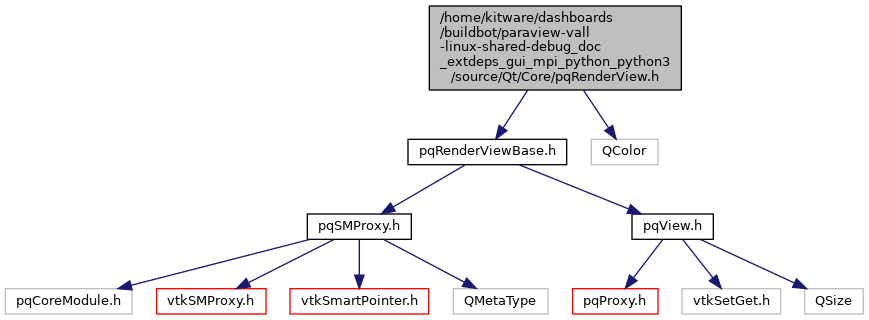 /home/kitware/dashboards
/buildbot/paraview-vall
-linux-shared-debug_doc
_extdeps_gui_mpi_python_python3
/source/Qt/Core/pqRenderView.h
pqRenderViewBase.h
QColor
pqSMProxy.h
pqView.h
pqCoreModule.h
vtkSMProxy.h
vtkSmartPointer.h
QMetaType
pqProxy.h
vtkSetGet.h
QSize